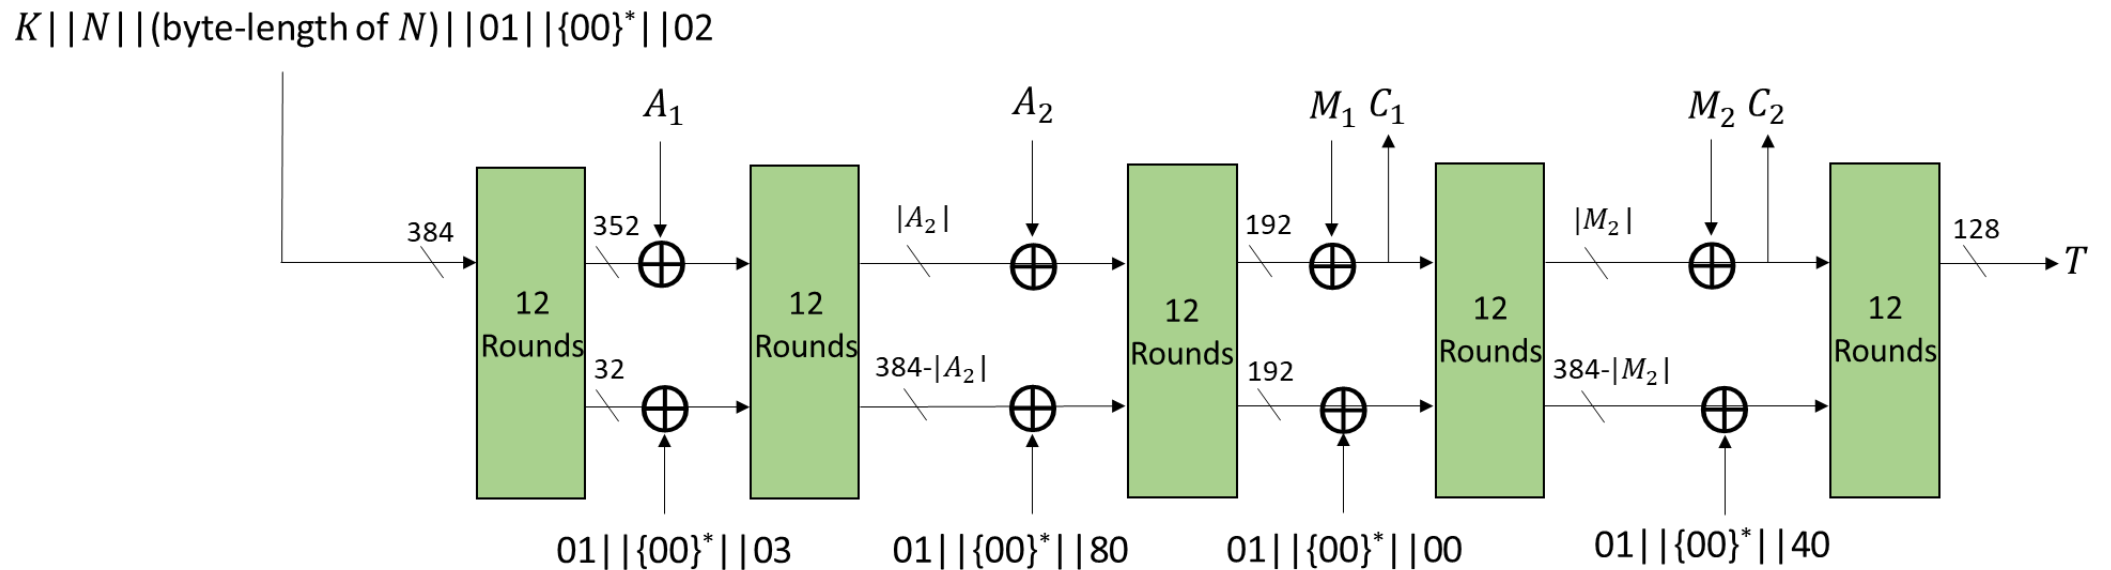 K||N||(byte-length of N)||01||{00}*||02
A₁ A₂ M₁ C₁ M₂ C₂
384 352 |A₂| 192 |M₂| 128 T
12 Rounds 12 Rounds 12 Rounds 12 Rounds 12 Rounds
32 384-|A₂| 192 384-|M₂|
01||{00}*||03 01||{00}*||80 01||{00}*||00 01||{00}*||40